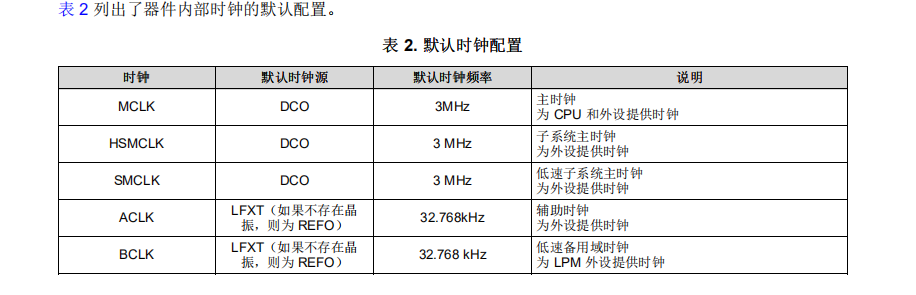 表 2 列出了器件内部时钟的默认配置。
表 2. 默认时钟配置
时钟 默认时钟源 默认时钟频率 说明
MCLK DCO 3MHz 主时钟
为 CPU 和外设提供时钟
HSMCLK DCO 3 MHz 子系统主时钟
为外设提供时钟
SMCLK DCO 3 MHz 低速子系统主时钟
为外设提供时钟
ACLK LFXT（如果不存在晶
振，则为 REFO） 32.768kHz 辅助时钟
为外设提供时钟
BCLK LFXT（如果不存在晶
振，则为 REFO） 32.768 kHz 低速备用域时钟
为 LPM 外设提供时钟